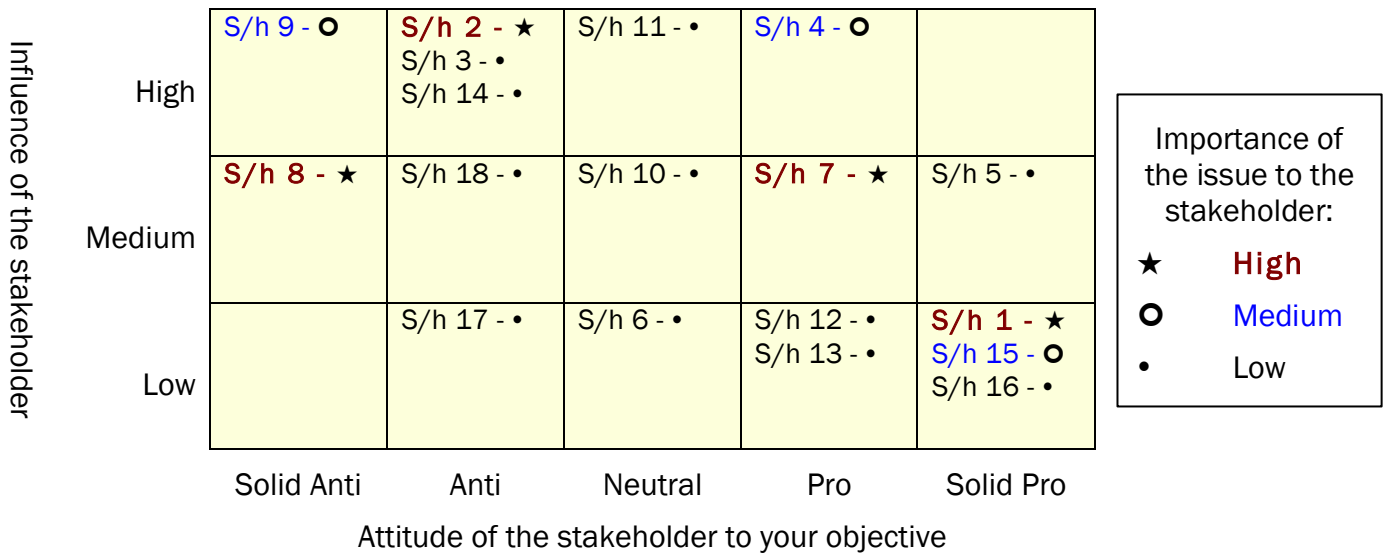 Influence of the stakeholder
High
S/h 9 - O
S/h 2 - ★
S/h 3 - •
S/h 14 - •
S/h 11 - •
S/h 4 - O
Medium
S/h 8 - ★
S/h 18 - •
S/h 10 - •
S/h 7 - ★
S/h 5 - •
Low
S/h 17 - •
S/h 6 - •
S/h 12 - •
S/h 13 - •
S/h 1 - ★
S/h 15 - O
S/h 16 - •
Solid Anti
Anti
Neutral
Pro
Solid Pro
Attitude of the stakeholder to your objective
Importance of
the issue to the
stakeholder:
★ High
O Medium
• Low